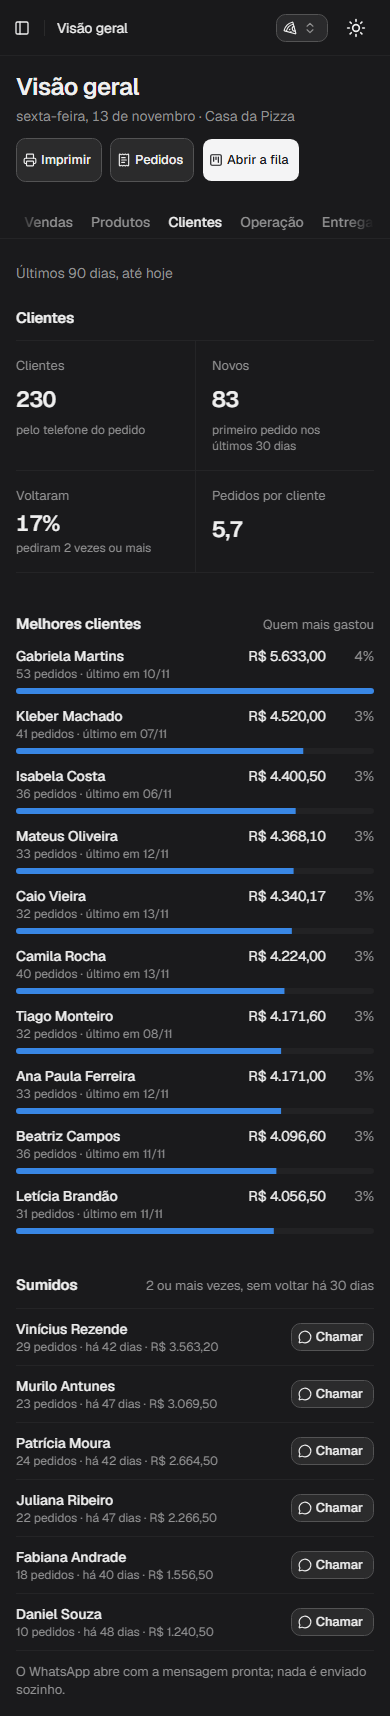 Visão geral
Visão geral
sexta-feira, 13 de novembro · Casa da Pizza
Imprimir
Pedidos
Abrir a fila
Vendas
Produtos
Clientes
Operação
Entrega
Últimos 90 dias, até hoje
Clientes
Clientes
230
pelo telefone do pedido
Novos
83
primeiro pedido nos
últimos 30 dias
Voltaram
17%
pediram 2 vezes ou mais
Pedidos por cliente
5,7
Melhores clientes
Quem mais gastou
Gabriela Martins R$ 5.633,00 4%
53 pedidos · último em 10/11
Kleber Machado R$ 4.520,00 3%
41 pedidos · último em 07/11
Isabela Costa R$ 4.400,50 3%
36 pedidos · último em 06/11
Mateus Oliveira R$ 4.368,10 3%
33 pedidos · último em 12/11
Caio Vieira R$ 4.340,17 3%
32 pedidos · último em 13/11
Camila Rocha R$ 4.224,00 3%
40 pedidos · último em 13/11
Tiago Monteiro R$ 4.171,60 3%
32 pedidos · último em 08/11
Ana Paula Ferreira R$ 4.171,00 3%
33 pedidos · último em 12/11
Beatriz Campos R$ 4.096,60 3%
36 pedidos · último em 11/11
Letícia Brandão R$ 4.056,50 3%
31 pedidos · último em 11/11
Sumidos
2 ou mais vezes, sem voltar há 30 dias
Vinícius Rezende
29 pedidos · há 42 dias · R$ 3.563,20
Chamar
Murilo Antunes
23 pedidos · há 47 dias · R$ 3.069,50
Chamar
Patrícia Moura
24 pedidos · há 42 dias · R$ 2.664,50
Chamar
Juliana Ribeiro
22 pedidos · há 47 dias · R$ 2.266,50
Chamar
Fabiana Andrade
18 pedidos · há 40 dias · R$ 1.556,50
Chamar
Daniel Souza
10 pedidos · há 48 dias · R$ 1.240,50
Chamar
O WhatsApp abre com a mensagem pronta; nada é enviado
sozinho.